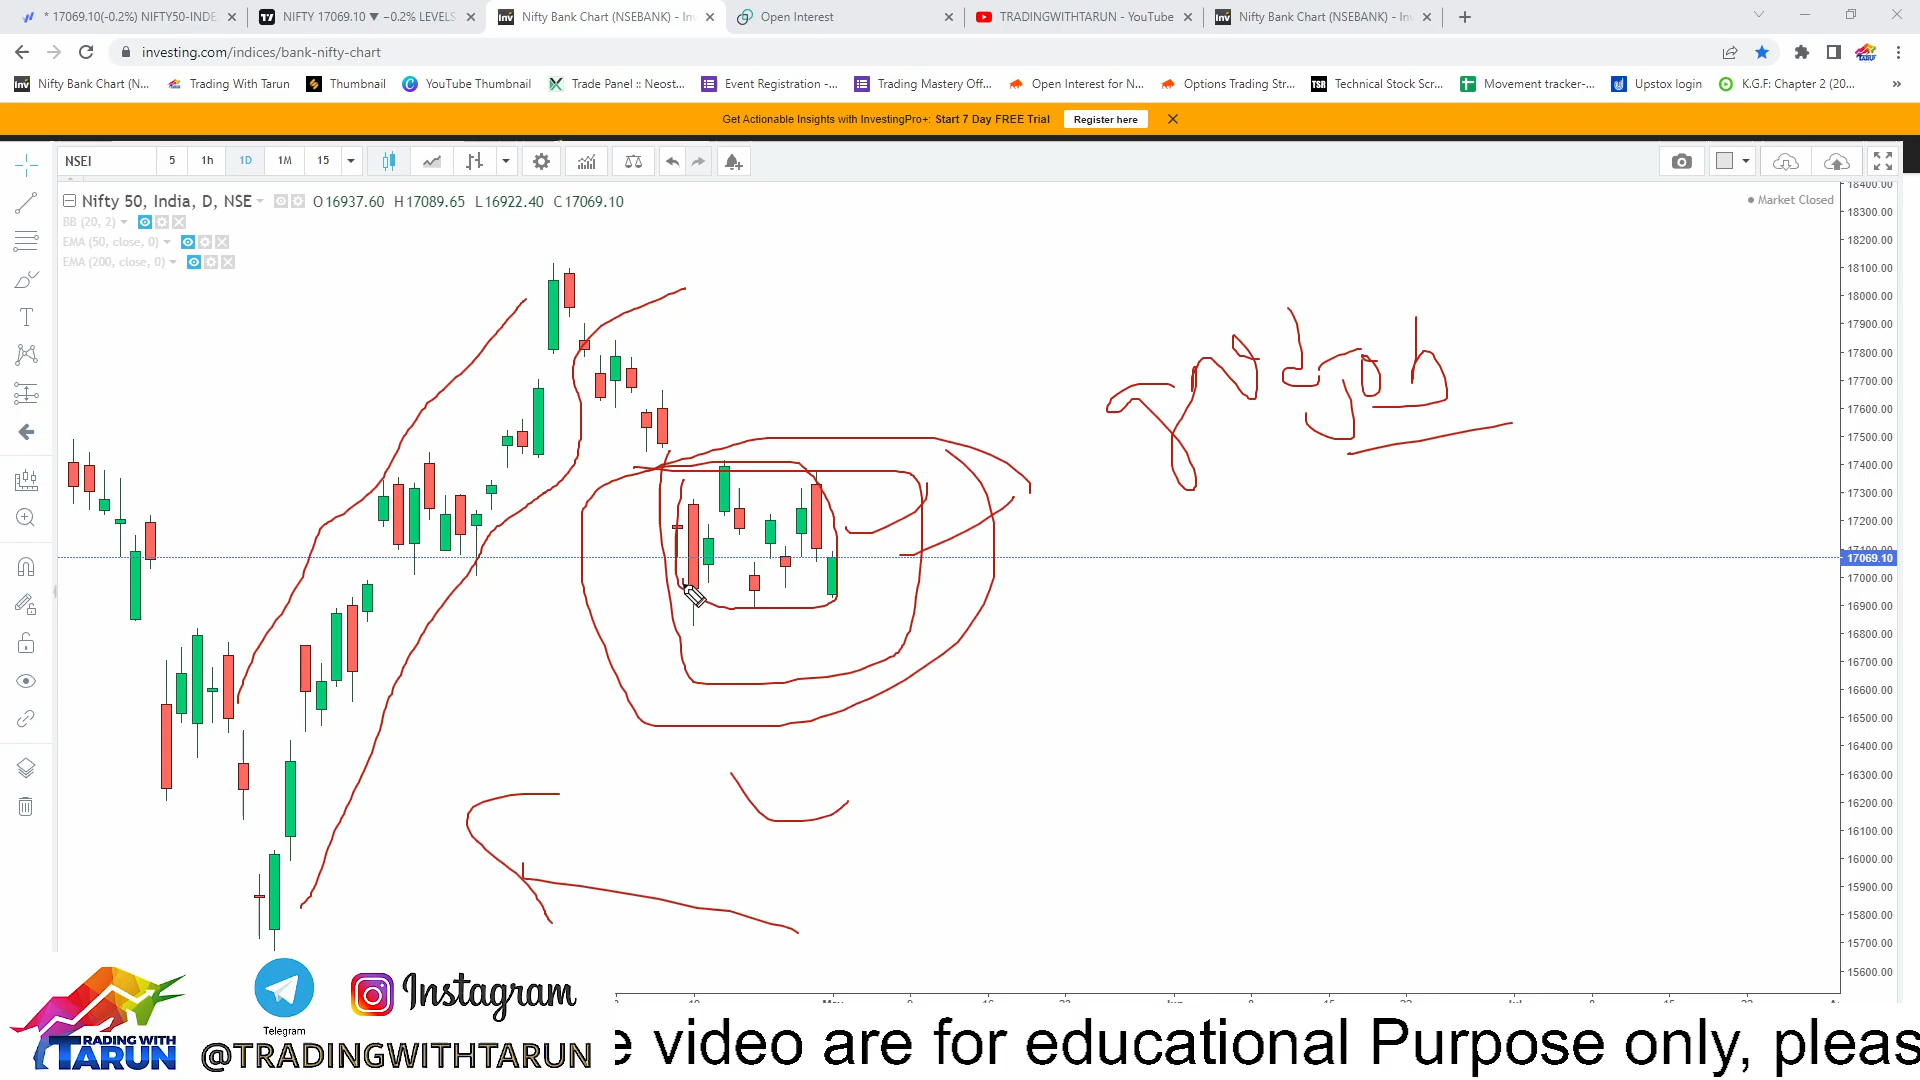 * 17069.10(-0.2%) NIFTY50-INDE
NIFTY 17069.10 ▼ −0.2% LEVELS
Nifty Bank Chart (NSEBANK) - Inv
Open Interest
TRADINGWITHTARUN - YouTube
Nifty Bank Chart (NSEBANK) - Inv
investing.com/indices/bank-nifty-chart
Nifty Bank Chart (N...
Trading With Tarun
Thumbnail
YouTube Thumbnail
Trade Panel :: Neost...
Event Registration -...
Trading Mastery Off...
Open Interest for N...
Options Trading Str...
TSR Technical Stock Scr...
Movement tracker-...
Upstox login
K.G.F: Chapter 2 (20...
Get Actionable Insights with InvestingPro+: Start 7 Day FREE Trial
Register here
NSEI 5 1h 1D 1M 15
Nifty 50, India, D, NSE O16937.60 H17089.65 L16922.40 C17069.10
Market Closed
BB (20, 2)
EMA (50, close, 0)
EMA (200, close, 0)
18400.00
18300.00
18200.00
18100.00
18000.00
17900.00
17800.00
17700.00
17600.00
17500.00
17400.00
17300.00
17200.00
17100.00
17069.10
17000.00
16900.00
16800.00
16700.00
16600.00
16500.00
16400.00
16300.00
16200.00
16100.00
16000.00
15900.00
15800.00
15700.00
15600.00
Telegram
Instagram
TRADING WITH
TARUN
@TRADINGWITHTARUN
e video are for educational Purpose only, pleas